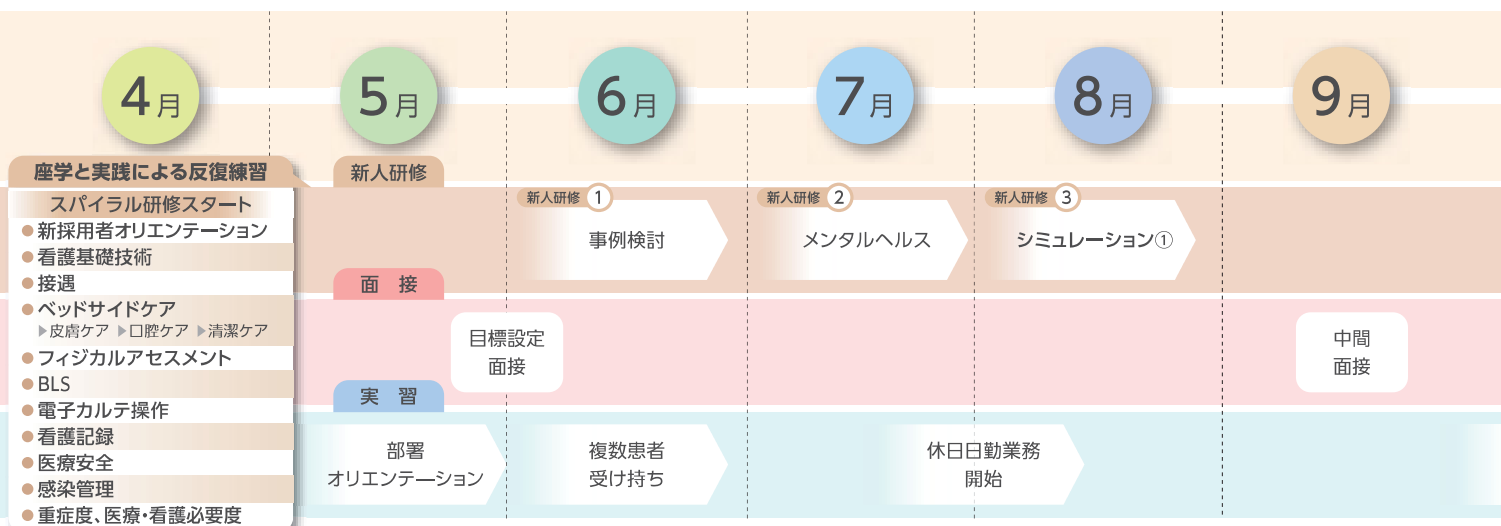 4月
5月
6月
7月
8月
9月
座学と実践による反復練習
スパイラル研修スタート
●新採用者オリエンテーション
●看護基礎技術
●接遇
●ベッドサイドケア
▶皮膚ケア ▶口腔ケア ▶清潔ケア
●フィジカルアセスメント
●BLS
●電子カルテ操作
●看護記録
●医療安全
●感染管理
●重症度、医療・看護必要度
新人研修
新人研修 1
事例検討
新人研修 2
メンタルヘルス
新人研修 3
シミュレーション①
面 接
目標設定
面接
中間
面接
実 習
部署
オリエンテーション
複数患者
受け持ち
休日日勤業務
開始